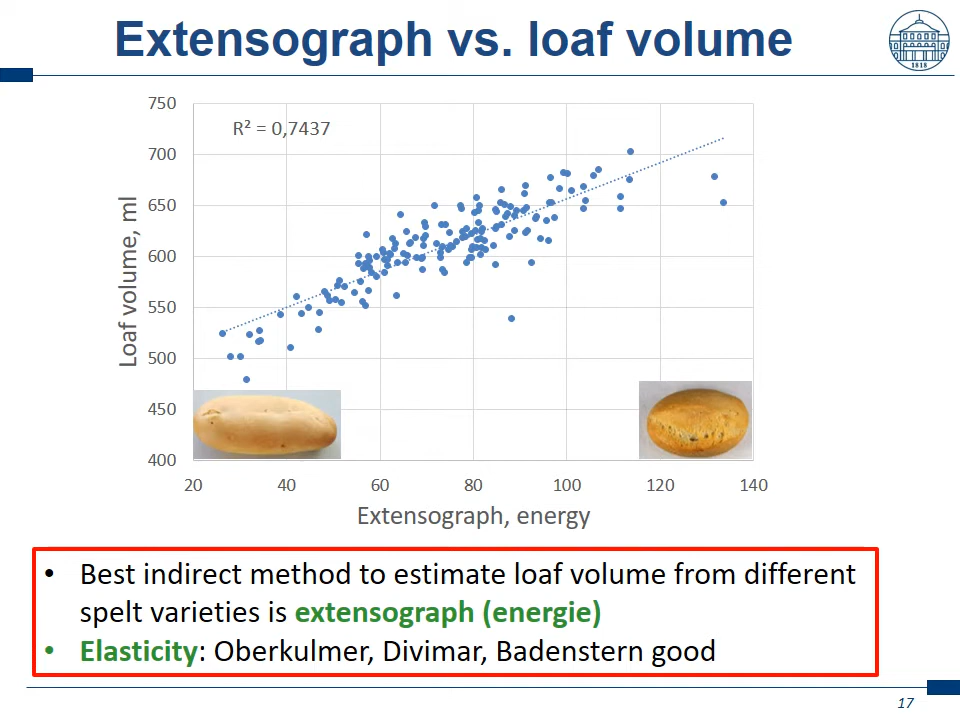 Extensograph vs. loaf volume
1818
750
R² = 0,7437
700
650
600
550
500
450
400
Loaf volume, ml
20 40 60 80 100 120 140
Extensograph, energy
• Best indirect method to estimate loaf volume from different
spelt varieties is extensograph (energie)
• Elasticity: Oberkulmer, Divimar, Badenstern good
17